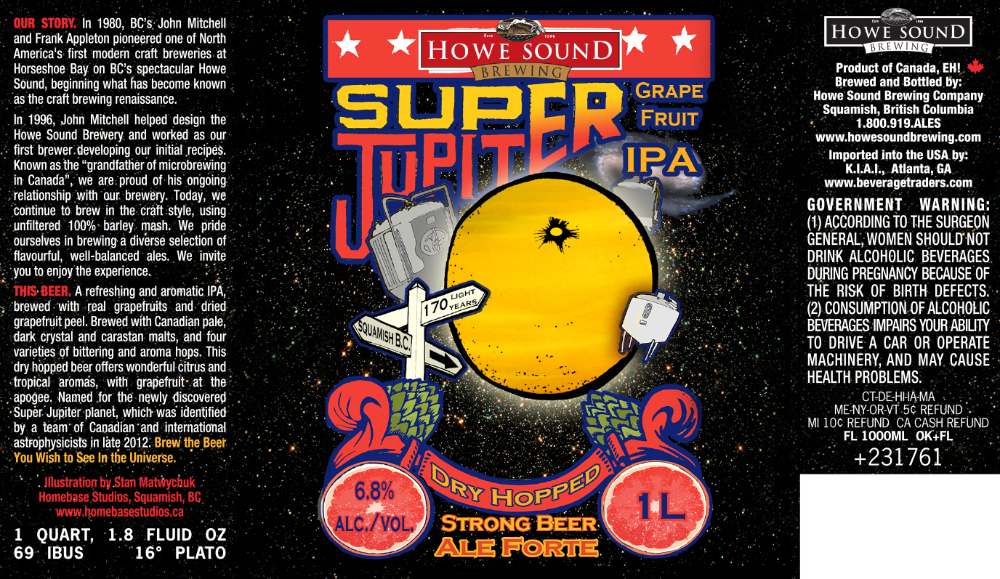 OUR STORY. In 1980, BC's John Mitchell
and Frank Appleton pioneered one of North
America's first modern craft breweries at
Horseshoe Bay on BC's spectacular Howe
Sound, beginning what has become known
as the craft brewing renaissance.
In 1996, John Mitchell helped design the
Howe Sound Brewery and worked as our
first brewer developing our initial recipes.
Known as the “grandfather of microbrewing
in Canada”, we are proud of his ongoing
relationship with our brewery. Today, we
continue to brew in the craft style, using
unfiltered 100% barley mash. We pride
ourselves in brewing a diverse selection of
flavourful, well-balanced ales. We invite
you to enjoy the experience.
THIS BEER. A refreshing and aromatic IPA,
brewed with real grapefruits and dried
grapefruit peel. Brewed with Canadian pale,
dark crystal and carastan malts, and four
varieties of bittering and aroma hops. This
dry hopped beer offers wonderful citrus and
tropical aromas, with grapefruit at the
apogee. Named for the newly discovered
Super Jupiter planet, which was identified
by a team of Canadian and international
astrophysicists in late 2012. Brew the Beer
You Wish to See In the Universe.
Illustration by Stan Matwychuk
Homebase Studios, Squamish, BC
www.homebasestudios.ca
1 QUART, 1.8 FLUID OZ
69 IBUS 16° PLATO
Estd 1996
HOWE SOUND
BREWING
SUPER
JUPITER
GRAPE
FRUIT
IPA
170 LIGHT
YEARS
SQUAMISH B.C.
DRY HOPPED
6.8%
ALC./VOL.
1 L
STRONG BEER
ALE FORTE
Estd 1996
HOWE SOUND
BREWING
Product of Canada, EH!
Brewed and Bottled by:
Howe Sound Brewing Company
Squamish, British Columbia
1.800.919.ALES
www.howesoundbrewing.com
Imported into the USA by:
K.I.A.I., Atlanta, GA
www.beveragetraders.com
GOVERNMENT WARNING:
(1) ACCORDING TO THE SURGEON
GENERAL, WOMEN SHOULD NOT
DRINK ALCOHOLIC BEVERAGES
DURING PREGNANCY BECAUSE OF
THE RISK OF BIRTH DEFECTS.
(2) CONSUMPTION OF ALCOHOLIC
BEVERAGES IMPAIRS YOUR ABILITY
TO DRIVE A CAR OR OPERATE
MACHINERY, AND MAY CAUSE
HEALTH PROBLEMS.
CT-DE-HI-IA-MA
ME-NY-OR-VT 5¢ REFUND
MI 10¢ REFUND CA CASH REFUND
FL 1000ML OK+FL
+231761